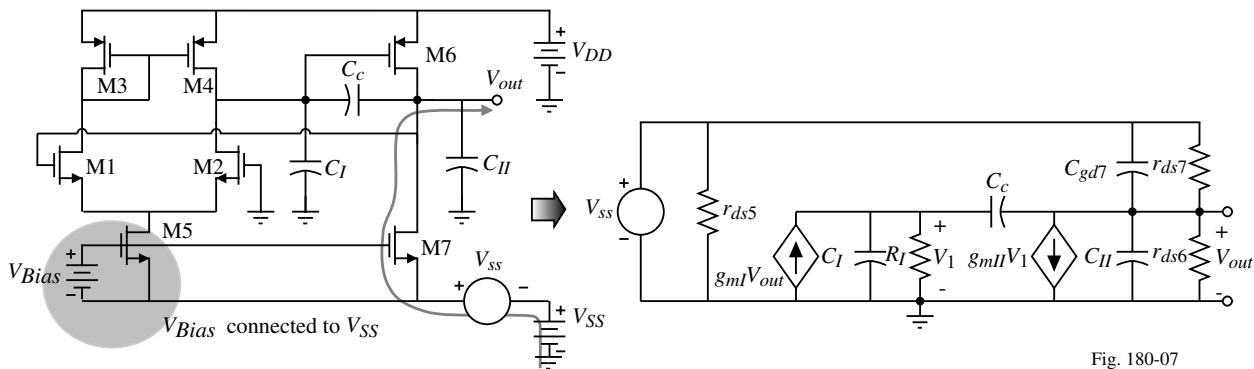 M3
M4
M6
+
V_DD
-
C_c
V_out
M1
M2
C_I
C_II
M5
M7
+
V_Bias
-
V_ss
+ -
+
V_SS
-
V_Bias connected to V_SS
+
V_ss
-
r_ds5
g_mI V_out
C_I
R_I
+
V_1
-
C_c
g_mII V_1
C_gd7
r_ds7
C_II
r_ds6
+
V_out
-
Fig. 180-07